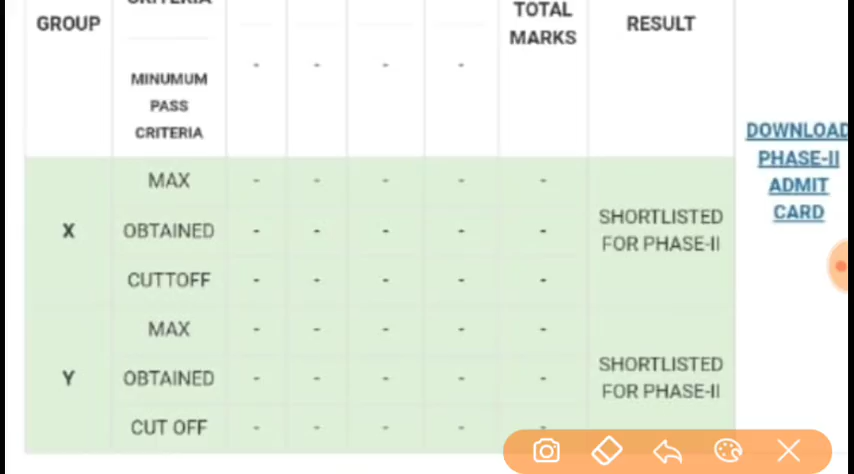 CRITERIA
GROUP
TOTAL
MARKS
RESULT
- - - -
MINUMUM
PASS
CRITERIA
DOWNLOAD
PHASE-II
ADMIT
CARD
MAX - - - - -
X OBTAINED - - - - -
SHORTLISTED
FOR PHASE-II
CUTTOFF - - - - -
MAX - - - - -
Y OBTAINED - - - - -
SHORTLISTED
FOR PHASE-II
CUT OFF - - - - -